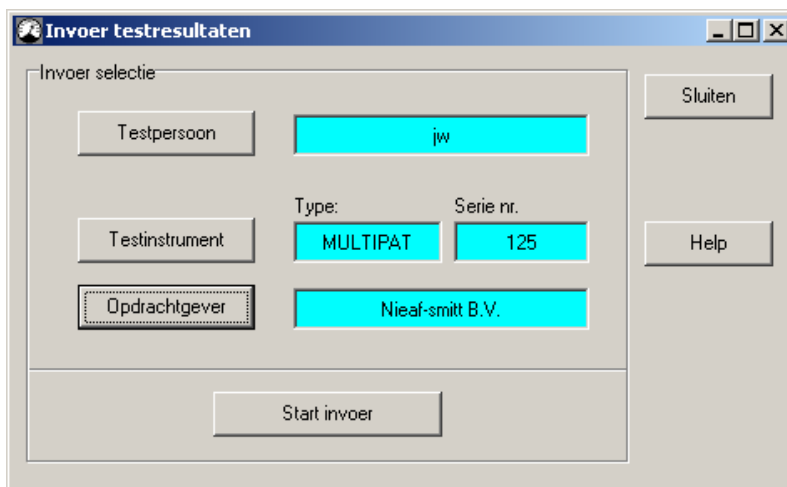 Invoer testresultaten
Invoer selectie
Sluiten
Testpersoon
jw
Type:
Serie nr.
Testinstrument
MULTIPAT
125
Help
Opdrachtgever
Nieaf-smitt B.V.
Start invoer